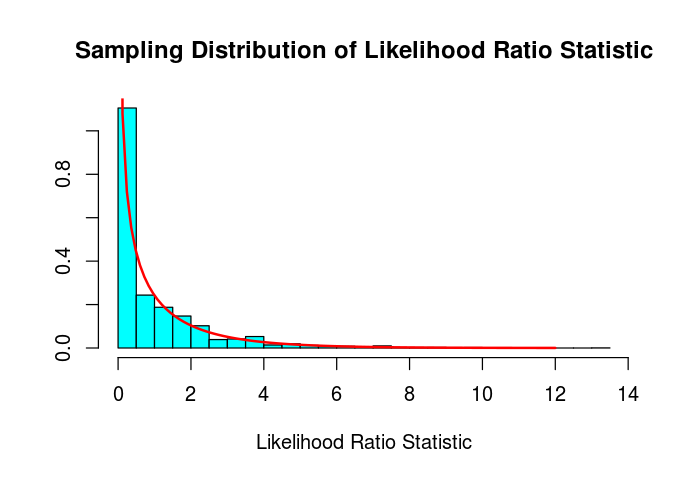 Sampling Distribution of Likelihood Ratio Statistic
0.8
0.4
0.0
0 2 4 6 8 10 12 14
Likelihood Ratio Statistic